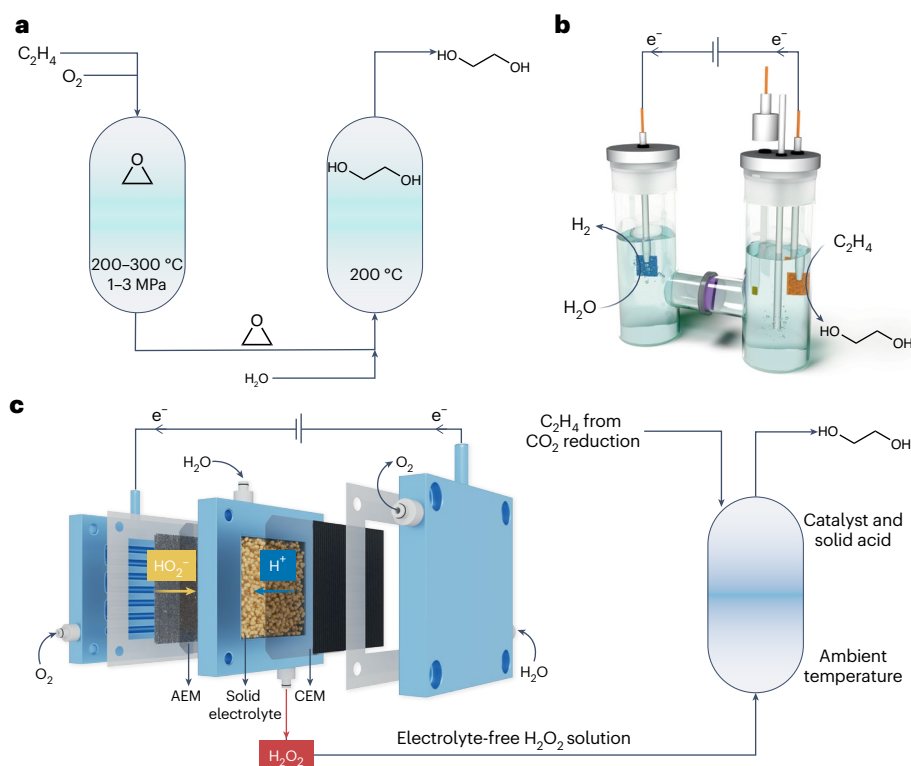 a
C₂H₄
O₂
O
200–300 °C
1–3 MPa
O
H₂O
HO
OH
200 °C
HO
OH
b
e⁻
e⁻
H₂
H₂O
C₂H₄
HO
OH
c
e⁻
e⁻
H₂O
O₂
HO₂⁻
H⁺
O₂
AEM
Solid
electrolyte
CEM
H₂O
H₂O₂
Electrolyte-free H₂O₂ solution
C₂H₄ from
CO₂ reduction
HO
OH
Catalyst and
solid acid
Ambient
temperature